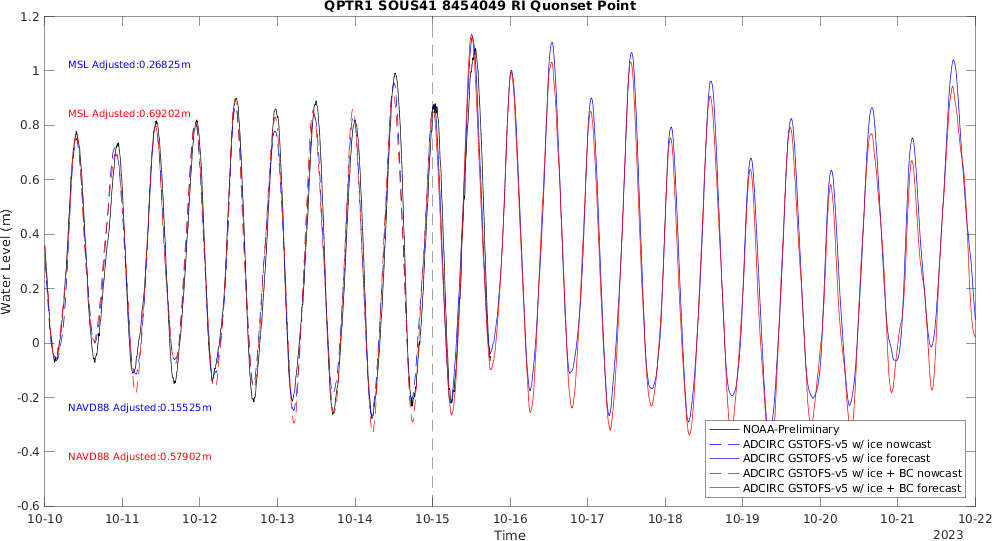 QPTR1 SOUS41 8454049 RI Quonset Point
1.2
1
0.8
0.6
0.4
0.2
0
-0.2
-0.4
-0.6
Water Level (m)
MSL Adjusted:0.26825m
MSL Adjusted:0.69202m
NAVD88 Adjusted:0.15525m
NAVD88 Adjusted:0.57902m
NOAA-Preliminary
ADCIRC GSTOFS-v5 w/ ice nowcast
ADCIRC GSTOFS-v5 w/ ice forecast
ADCIRC GSTOFS-v5 w/ ice + BC nowcast
ADCIRC GSTOFS-v5 w/ ice + BC forecast
10-10 10-11 10-12 10-13 10-14 10-15 10-16 10-17 10-18 10-19 10-20 10-21 10-22
Time
2023